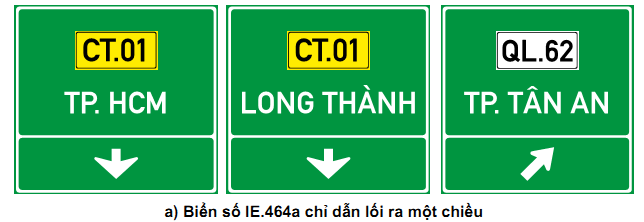 CT.01
TP. HCM
CT.01
LONG THÀNH
QL.62
TP. TÂN AN
a) Biển số IE.464a chỉ dẫn lối ra một chiều